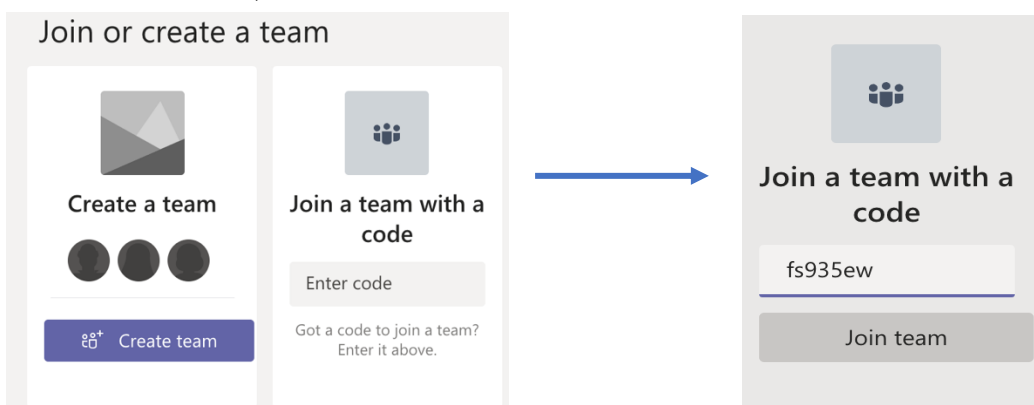 Join or create a team
Create a team
Create team
Join a team with a
code
Enter code
Got a code to join a team?
Enter it above.
Join a team with a
code
fs935ew
Join team